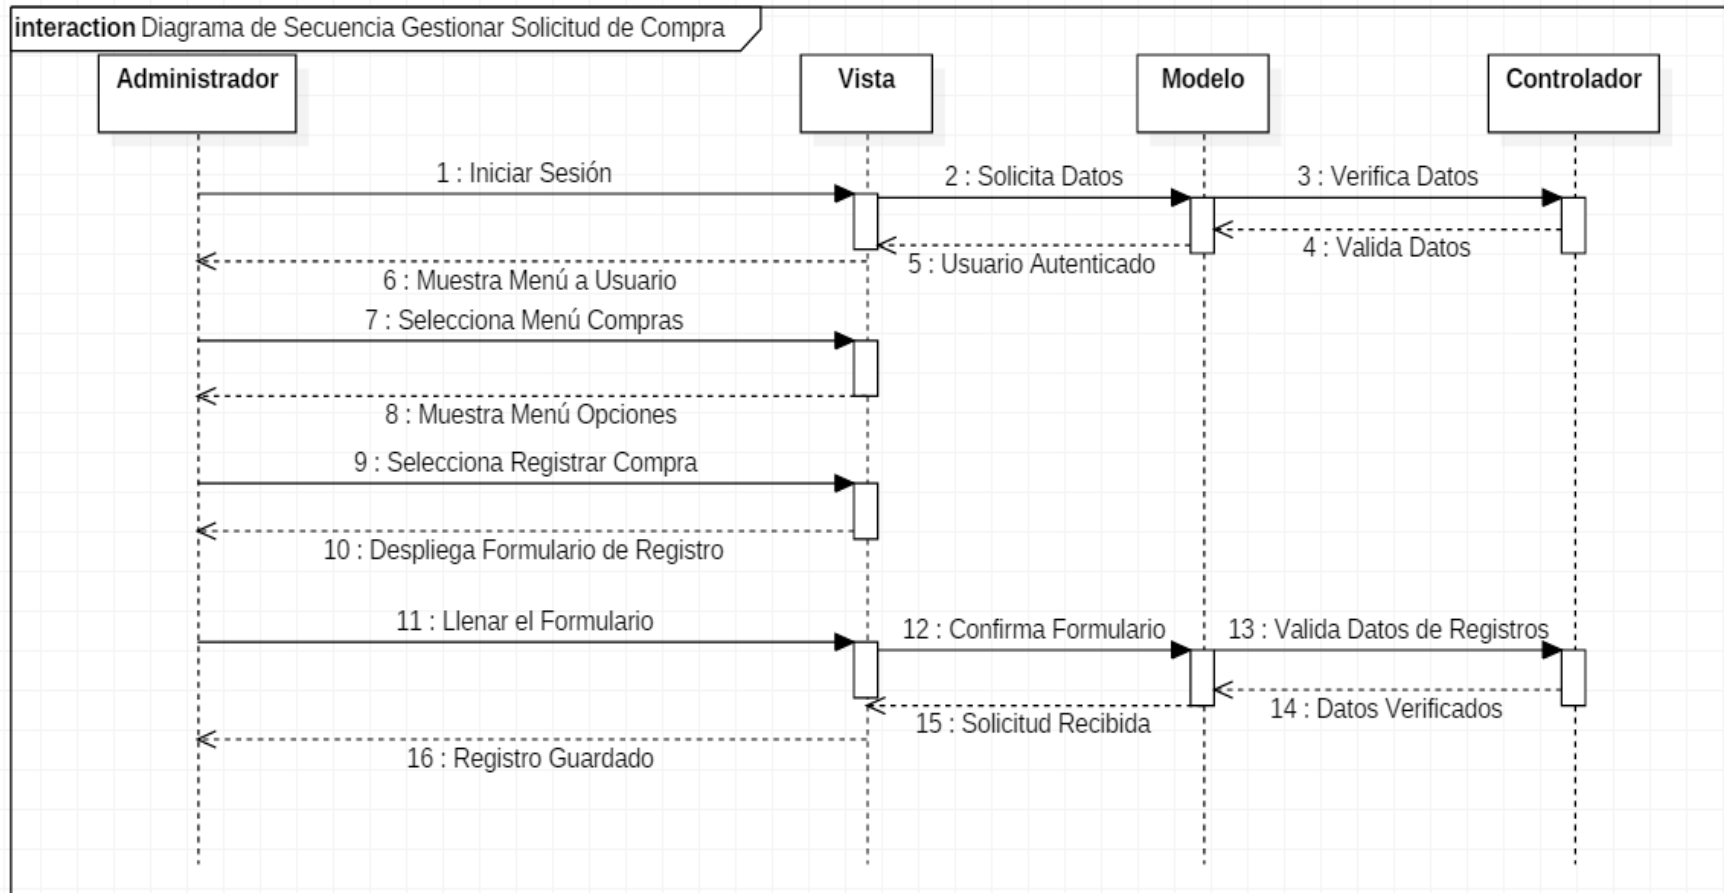 interaction Diagrama de Secuencia Gestionar Solicitud de Compra
Administrador
Vista
Modelo
Controlador
1 : Iniciar Sesión
2 : Solicita Datos
3 : Verifica Datos
4 : Valida Datos
5 : Usuario Autenticado
6 : Muestra Menú a Usuario
7 : Selecciona Menú Compras
8 : Muestra Menú Opciones
9 : Selecciona Registrar Compra
10 : Despliega Formulario de Registro
11 : Llenar el Formulario
12 : Confirma Formulario
13 : Valida Datos de Registros
14 : Datos Verificados
15 : Solicitud Recibida
16 : Registro Guardado